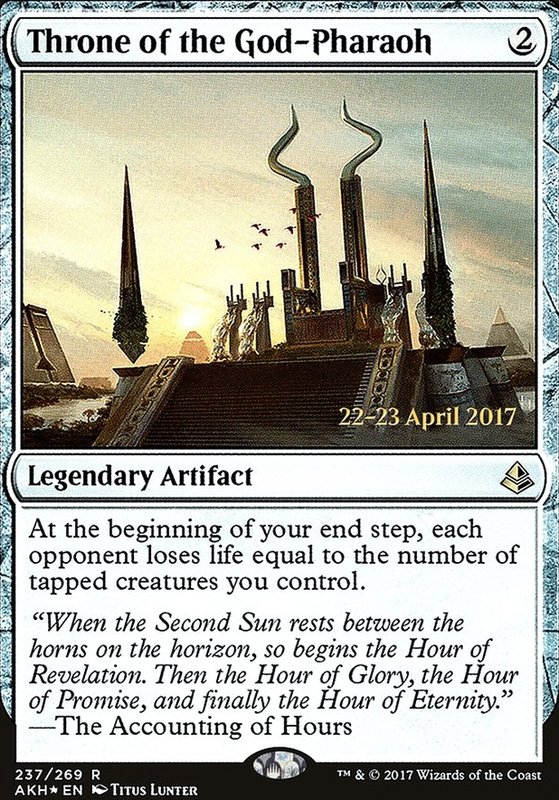 Throne of the God-Pharaoh 2
22-23 April 2017
Legendary Artifact
At the beginning of your end step, each
opponent loses life equal to the number of
tapped creatures you control.
“When the Second Sun rests between the
horns on the horizon, so begins the Hour of
Revelation. Then the Hour of Glory, the Hour
of Promise, and finally the Hour of Eternity.”
—The Accounting of Hours
237/269 R
AKH★EN Titus Lunter
™ & © 2017 Wizards of the Coast